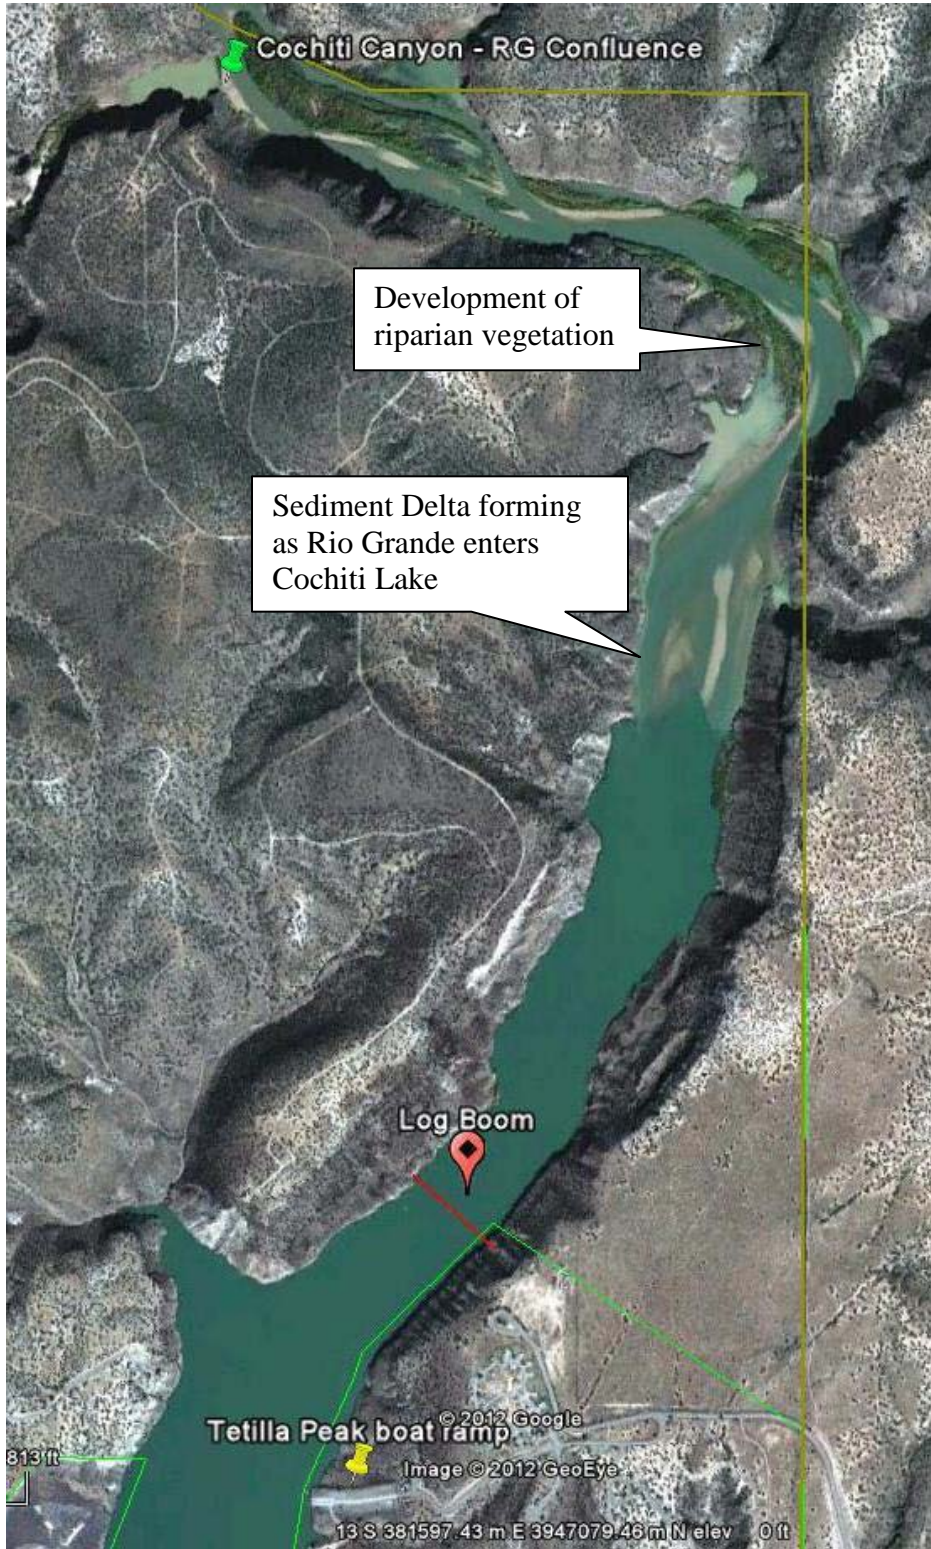 Cochiti Canyon - RG Confluence
Development of
riparian vegetation
Sediment Delta forming
as Rio Grande enters
Cochiti Lake
Log Boom
© 2012 Google
Tetilla Peak boat ramp
813 ft
Image © 2012 GeoEye
13 S 381597.43 m E 3947079.46 m N elev 0 ft